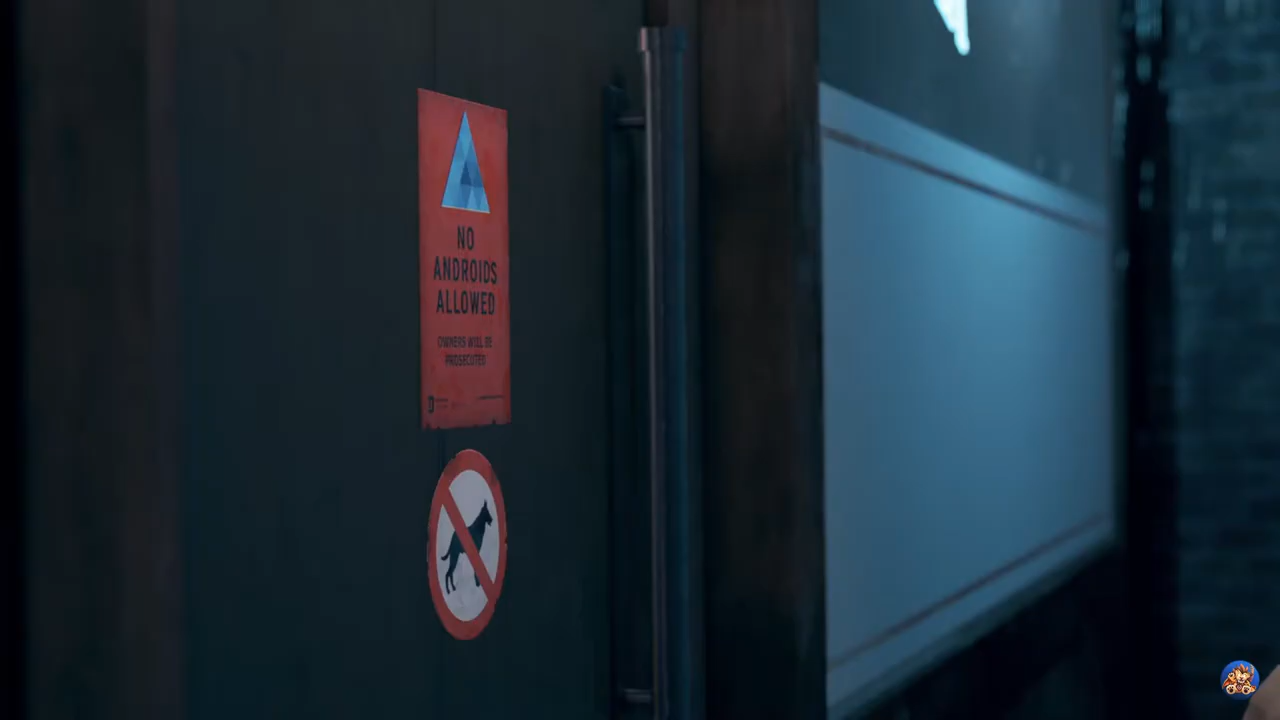 NO
ANDROIDS
ALLOWED
OWNERS WILL BE
PROSECUTED